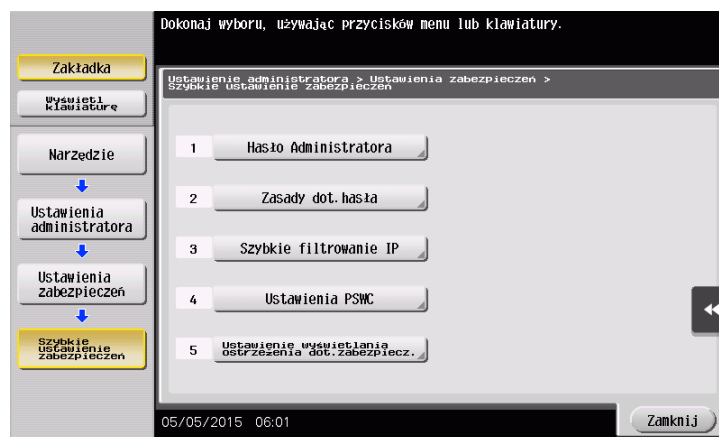 Dokonaj wyboru, używając przycisków menu lub klawiatury.
Zakładka
Wyświetl
klawiaturę
Narzędzie
Ustawienia
administratora
Ustawienia
zabezpieczeń
Szybkie
ustawienie
zabezpieczeń
Ustawienie administratora > Ustawienia zabezpieczeń >
Szybkie ustawienie zabezpieczeń
1 Hasło Administratora
2 Zasady dot.hasła
3 Szybkie filtrowanie IP
4 Ustawienia PSWC
5 Ustawienie wyświetlania
ostrzeżenia dot.zabezpiecz.
05/05/2015 06:01
Zamknij